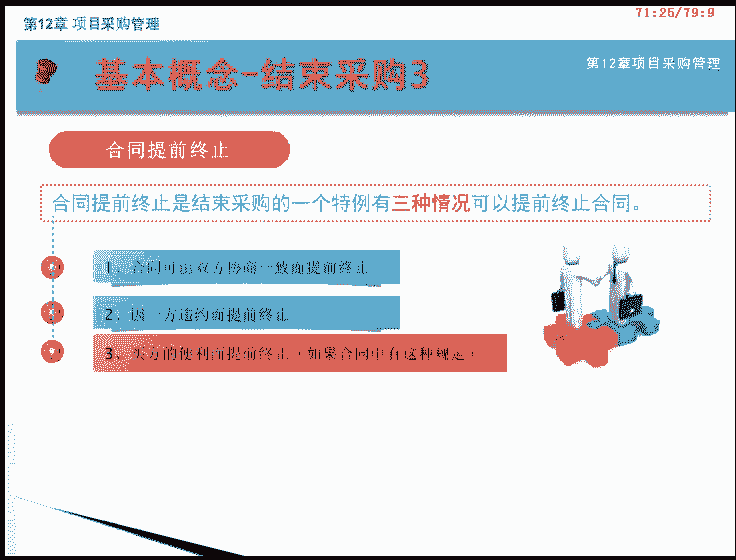 第12章 项目采购管理
71:25/79:9
基本概念-结束采购3
第12章项目采购管理
合同提前终止
合同提前终止是结束采购的一个特例有三种情况可以提前终止合同。
1、合同可由双方协商一致而提前终止
2、因一方违约而提前终止
3、买方的便利而提前终止，如果合同中有这种规定。